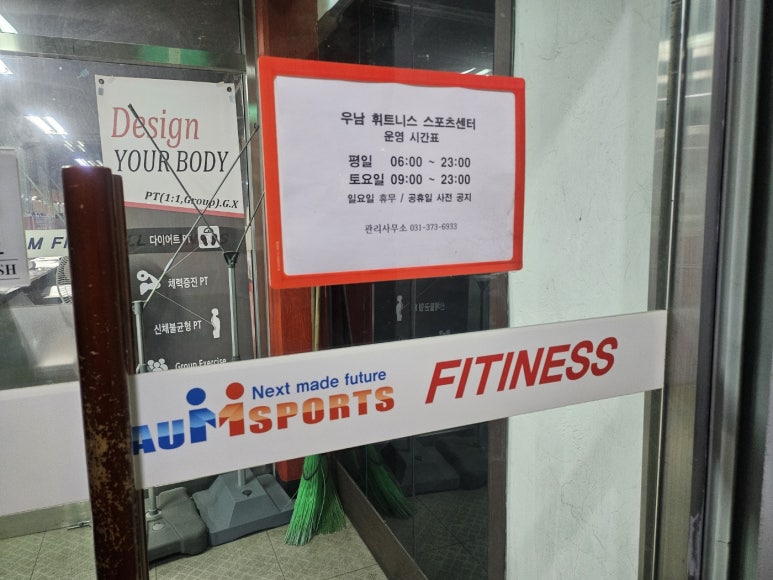 Design
YOUR BODY
PT(1:1,Group).G.X
우남 휘트니스 스포츠센터
운영 시간표
평일 06:00 ~ 23:00
토요일 09:00 ~ 23:00
일요일 휴무 / 공휴일 사전 공지
관리사무소 031-373-6933
다이어트 PT
체력증진 PT
신체불균형 PT
Group Exercise
Next made future
SPORTS
FITINESS